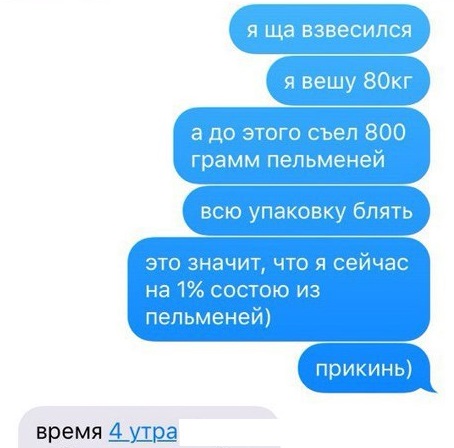 я ща взвесился
я вешу 80кг
а до этого съел 800
грамм пельменей
всю упаковку блять
это значит, что я сейчас
на 1% состою из
пельменей)
прикинь)
время 4 утра